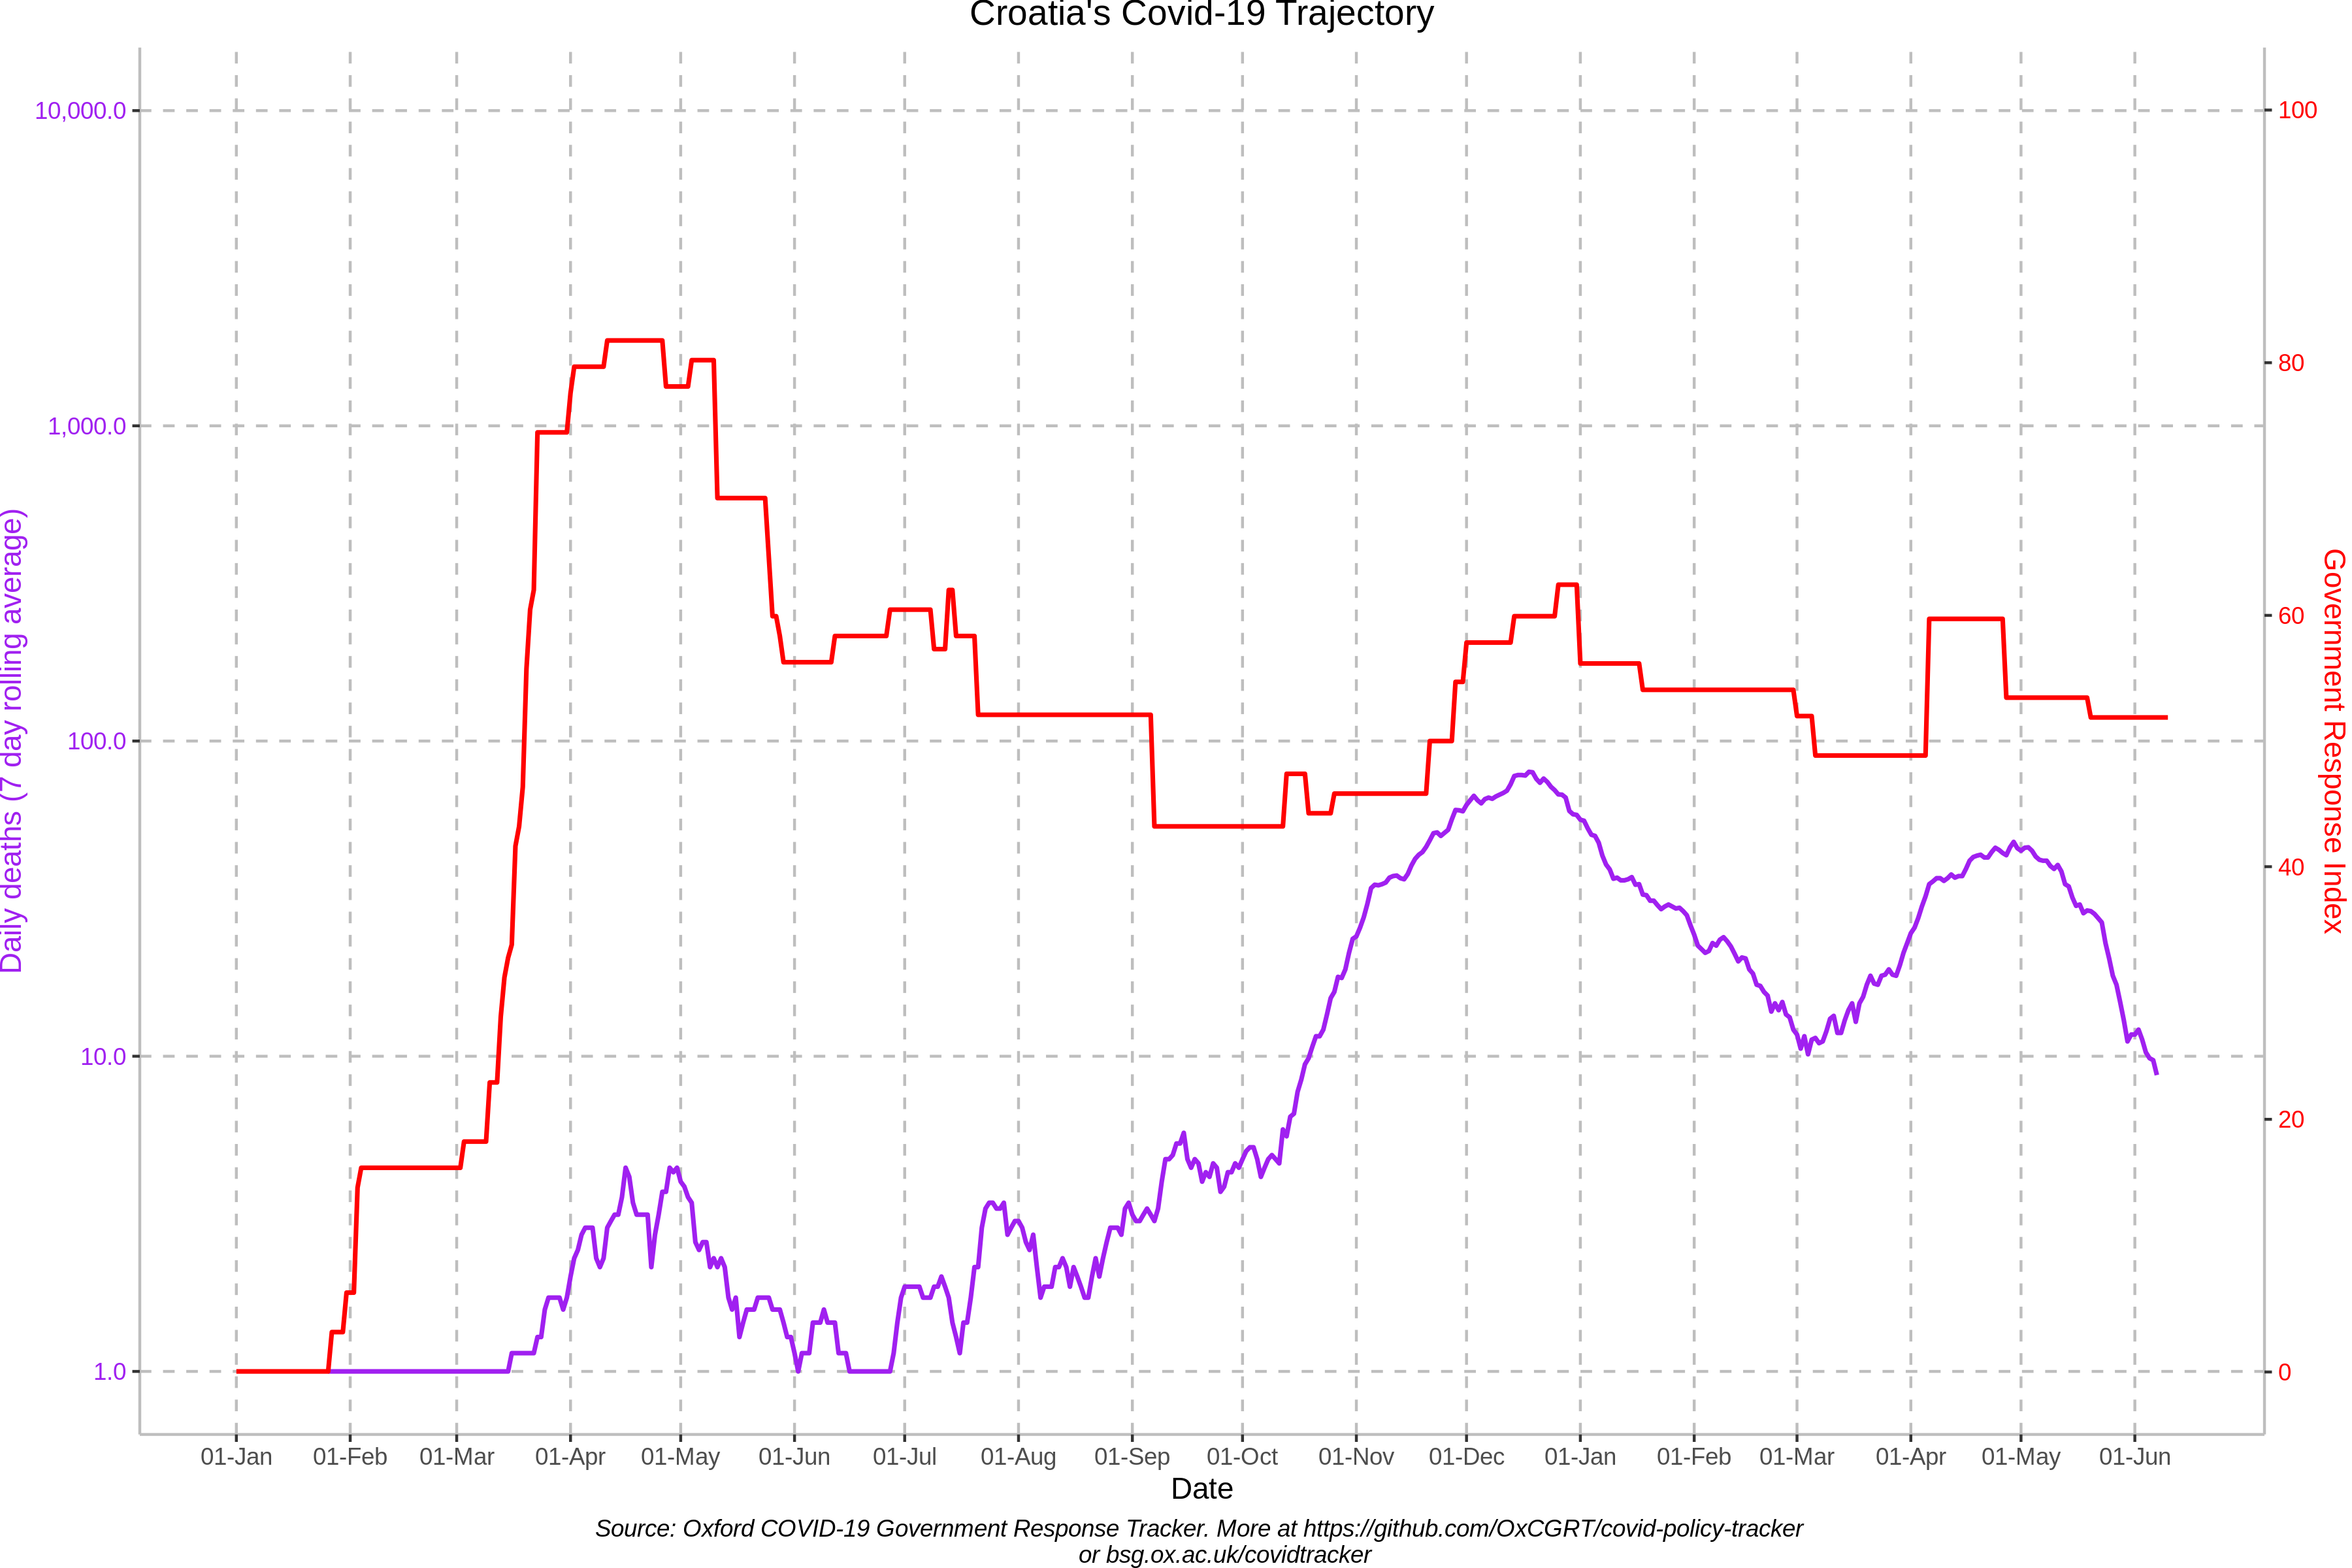 Croatia's Covid-19 Trajectory
10,000.0
1,000.0
100.0
10.0
1.0
Daily deaths (7 day rolling average)
100
80
60
40
20
0
Government Response Index
01-Jan 01-Feb 01-Mar 01-Apr 01-May 01-Jun 01-Jul 01-Aug 01-Sep 01-Oct 01-Nov 01-Dec 01-Jan 01-Feb 01-Mar 01-Apr 01-May 01-Jun
Date
Source: Oxford COVID-19 Government Response Tracker. More at https://github.com/OxCGRT/covid-policy-tracker
or bsg.ox.ac.uk/covidtracker